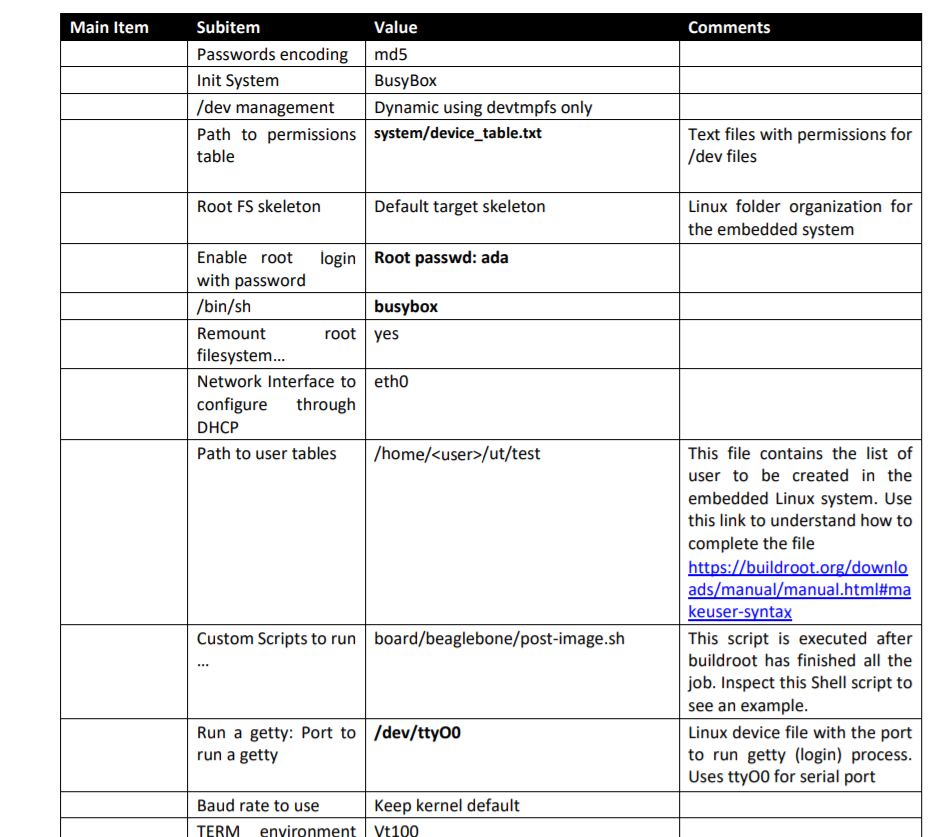 Main Item Subitem Value Comments
Passwords encoding md5
Init System BusyBox
/dev management Dynamic using devtmpfs only
Path to permissions system/device_table.txt Text files with permissions for
table /dev files
Root FS skeleton Default target skeleton Linux folder organization for
the embedded system
Enable root login Root passwd: ada
with password
/bin/sh busybox
Remount root yes
filesystem...
Network Interface to eth0
configure through
DHCP
Path to user tables /home/<user>/ut/test This file contains the list of
user to be created in the
embedded Linux system. Use
this link to understand how to
complete the file
https://buildroot.org/downlo
ads/manual/manual.html#ma
keuser-syntax
Custom Scripts to run board/beaglebone/post-image.sh This script is executed after
... buildroot has finished all the
job. Inspect this Shell script to
see an example.
Run a getty: Port to /dev/ttyO0 Linux device file with the port
run a getty to run getty (login) process.
Uses ttyO0 for serial port
Baud rate to use Keep kernel default
TERM environment Vt100